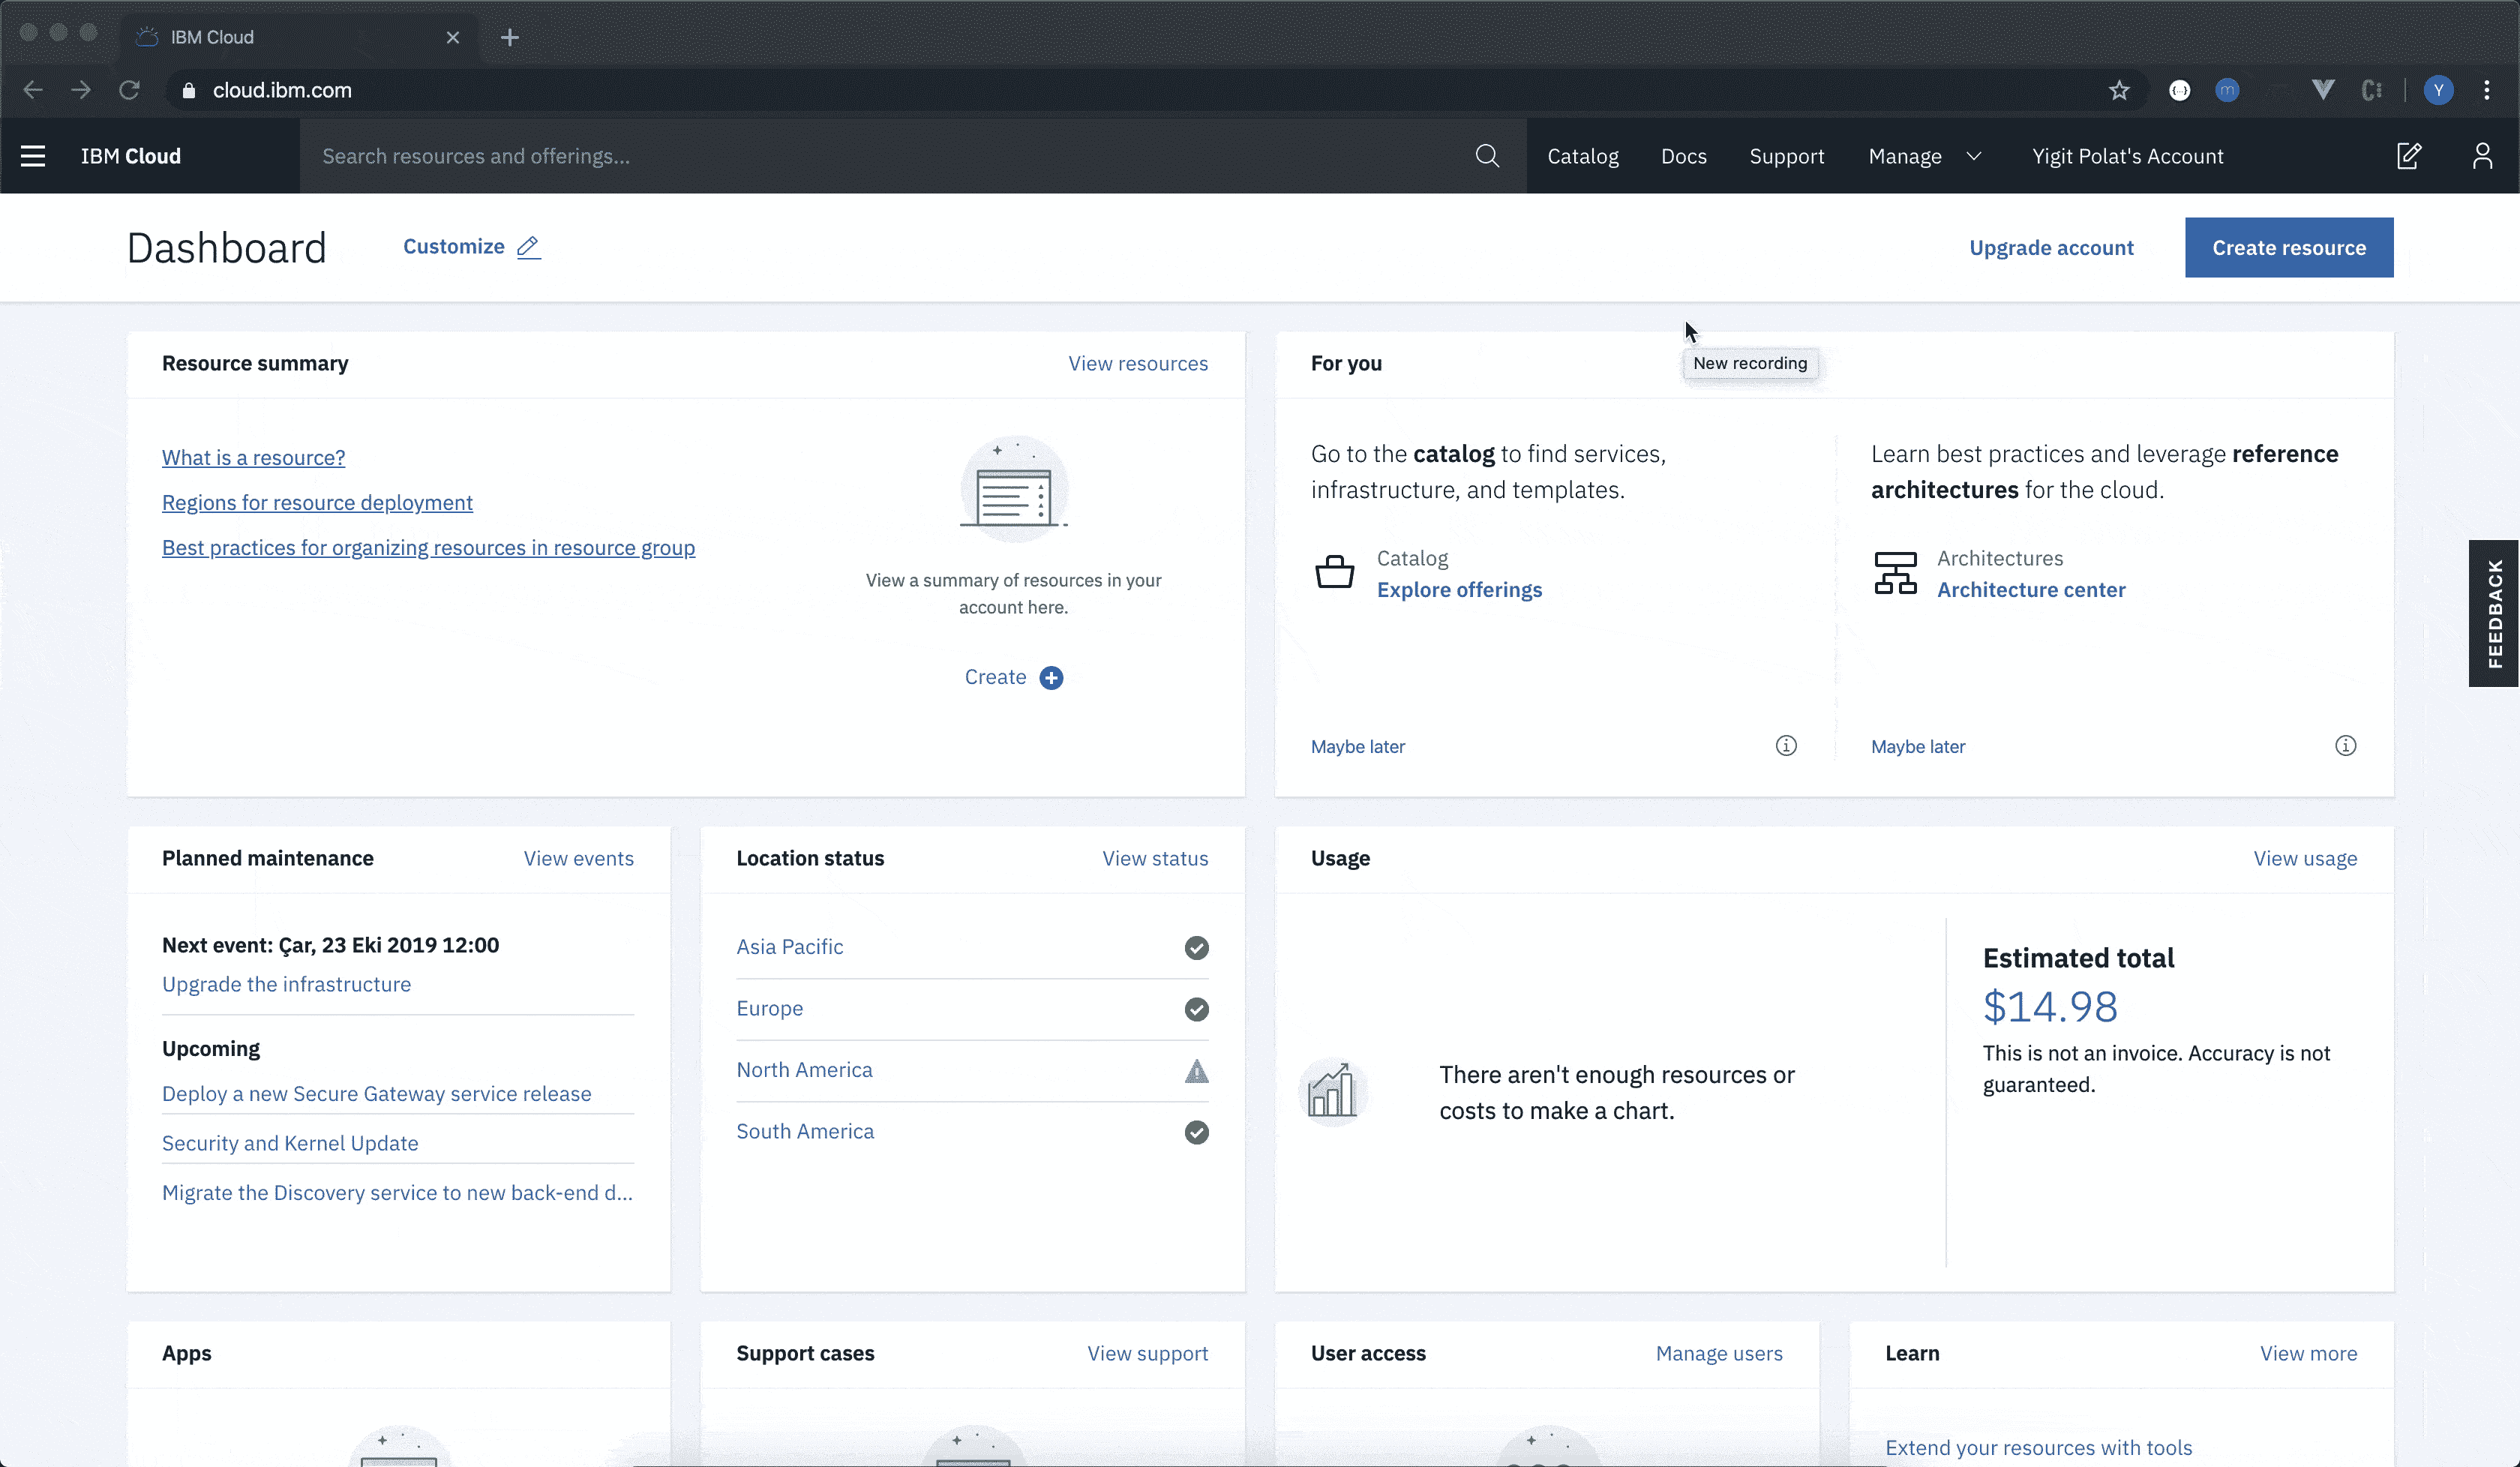 IBM Cloud
cloud.ibm.com
Y
IBM Cloud
Search resources and offerings...
Catalog
Docs
Support
Manage
Yigit Polat's Account
Dashboard
Customize
Upgrade account
Create resource
Resource summary
View resources
What is a resource?
Regions for resource deployment
Best practices for organizing resources in resource group
View a summary of resources in your
account here.
Create
For you
New recording
Go to the catalog to find services,
infrastructure, and templates.
Catalog
Explore offerings
Maybe later
Learn best practices and leverage reference
architectures for the cloud.
Architectures
Architecture center
Maybe later
FEEDBACK
Planned maintenance
View events
Next event: Çar, 23 Eki 2019 12:00
Upgrade the infrastructure
Upcoming
Deploy a new Secure Gateway service release
Security and Kernel Update
Migrate the Discovery service to new back-end d...
Location status
View status
Asia Pacific
Europe
North America
South America
Usage
View usage
There aren't enough resources or
costs to make a chart.
Estimated total
$14.98
This is not an invoice. Accuracy is not
guaranteed.
Apps
Support cases
View support
User access
Manage users
Learn
View more
Extend your resources with tools